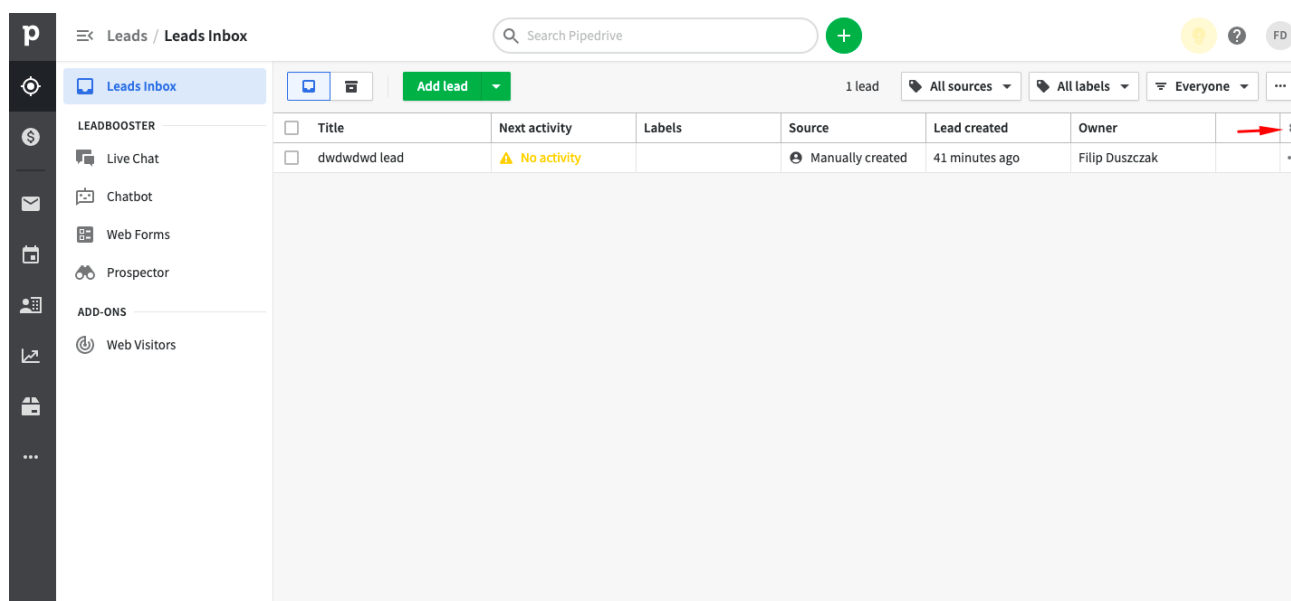 Leads / Leads Inbox
Search Pipedrive
FD
Leads Inbox
Add lead
1 lead
All sources
All labels
Everyone
LEADBOOSTER
Live Chat
Chatbot
Web Forms
Prospector
ADD-ONS
Web Visitors
Title Next activity Labels Source Lead created Owner
dwdwdwd lead No activity Manually created 41 minutes ago Filip Duszczak